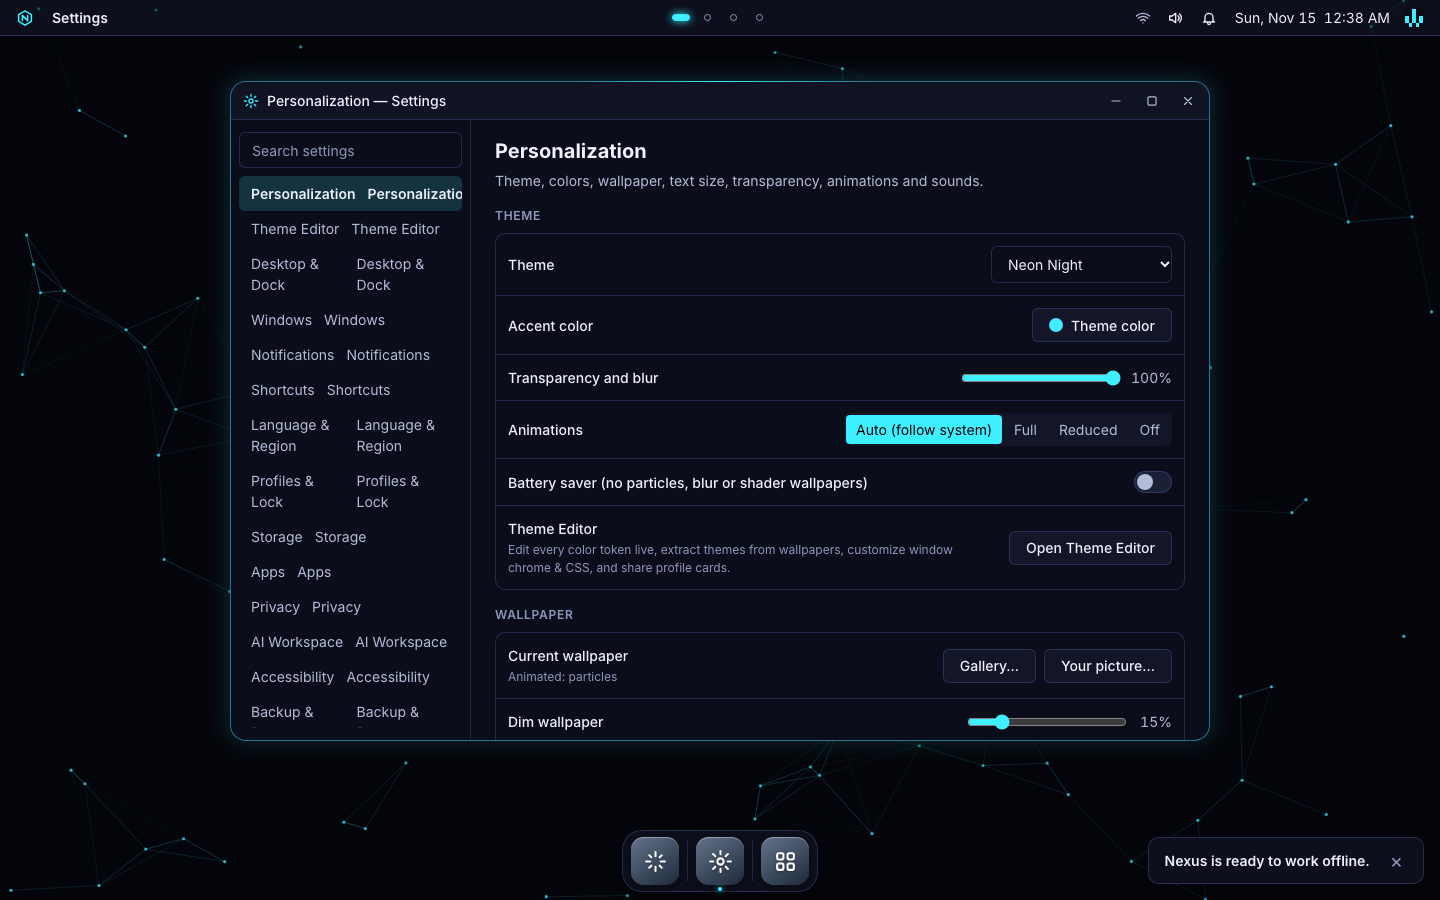 Settings
Sun, Nov 15 12:38 AM
Personalization — Settings
Search settings
Personalization Personalizatio
Theme Editor Theme Editor
Desktop & Dock Desktop & Dock
Windows Windows
Notifications Notifications
Shortcuts Shortcuts
Language & Region Language & Region
Profiles & Lock Profiles & Lock
Storage Storage
Apps Apps
Privacy Privacy
AI Workspace AI Workspace
Accessibility Accessibility
Backup & Backup &
Personalization
Theme, colors, wallpaper, text size, transparency, animations and sounds.
THEME
Theme Neon Night
Accent color Theme color
Transparency and blur 100%
Animations Auto (follow system) Full Reduced Off
Battery saver (no particles, blur or shader wallpapers)
Theme Editor
Edit every color token live, extract themes from wallpapers, customize window
chrome & CSS, and share profile cards.
Open Theme Editor
WALLPAPER
Current wallpaper
Animated: particles
Gallery... Your picture...
Dim wallpaper 15%
Nexus is ready to work offline.